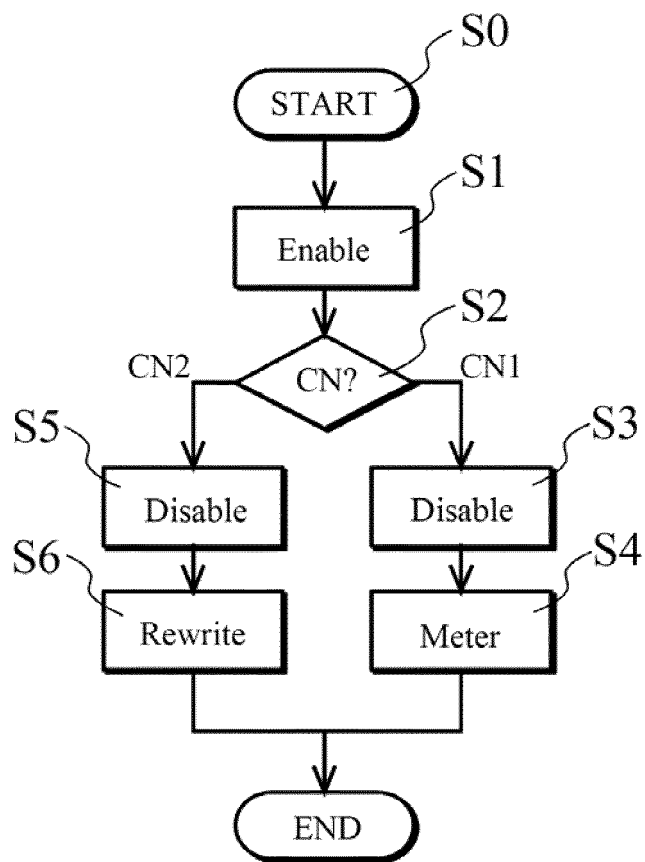 S0
START
S1
Enable
S2
CN2
CN?
CN1
S5
S3
Disable
Disable
S6
S4
Rewrite
Meter
END